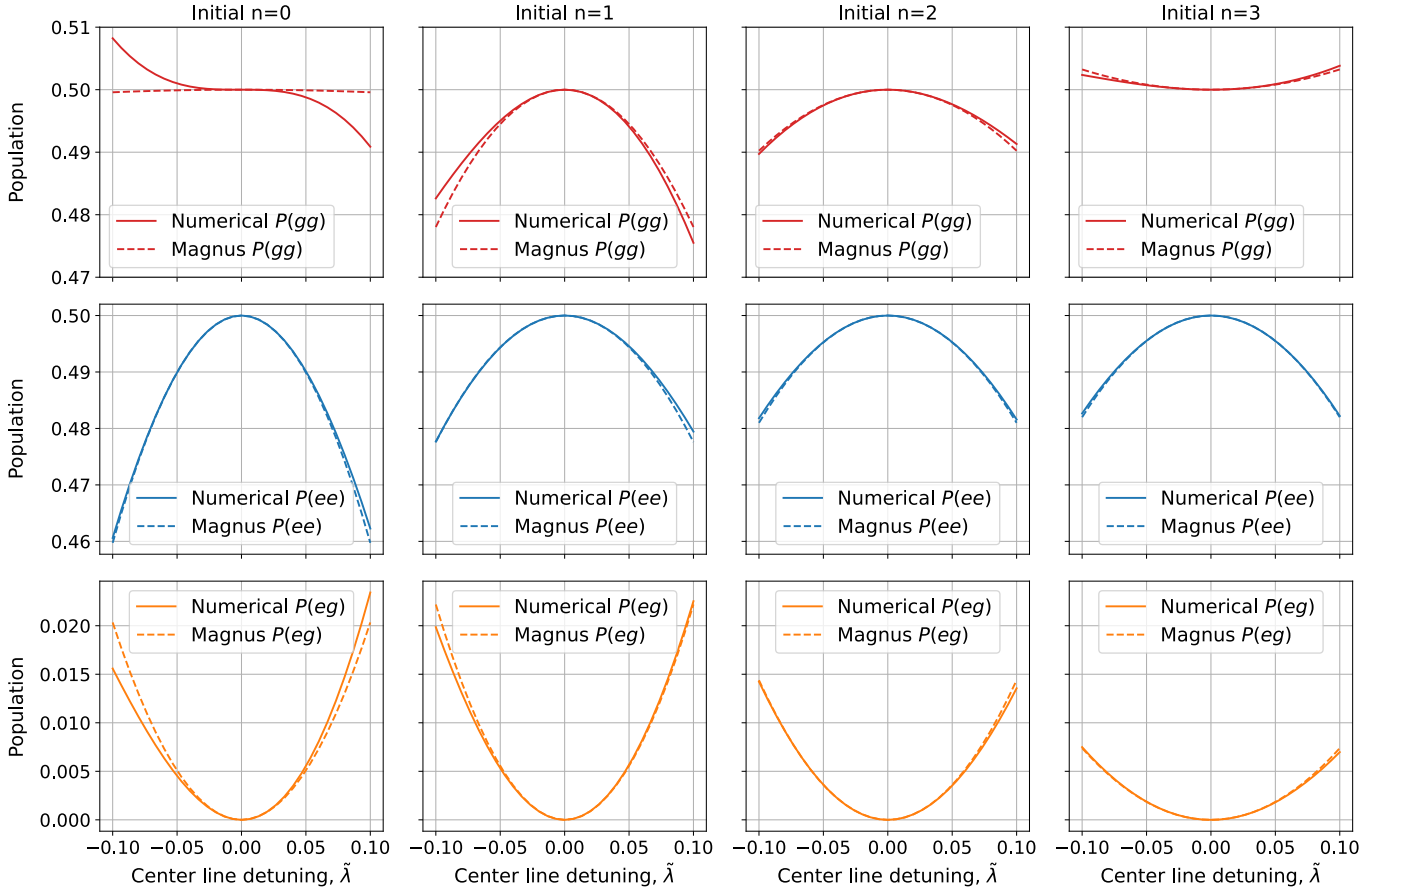 Initial n=0
Initial n=1
Initial n=2
Initial n=3
Population
0.51
0.50
0.49
0.48
0.47
Numerical P(gg)
Magnus P(gg)
Numerical P(gg)
Magnus P(gg)
Numerical P(gg)
Magnus P(gg)
Numerical P(gg)
Magnus P(gg)
Population
0.50
0.49
0.48
0.47
0.46
Numerical P(ee)
Magnus P(ee)
Numerical P(ee)
Magnus P(ee)
Numerical P(ee)
Magnus P(ee)
Numerical P(ee)
Magnus P(ee)
Population
0.020
0.015
0.010
0.005
0.000
Numerical P(eg)
Magnus P(eg)
Numerical P(eg)
Magnus P(eg)
Numerical P(eg)
Magnus P(eg)
Numerical P(eg)
Magnus P(eg)
−0.10 −0.05 0.00 0.05 0.10
−0.10 −0.05 0.00 0.05 0.10
−0.10 −0.05 0.00 0.05 0.10
−0.10 −0.05 0.00 0.05 0.10
Center line detuning, λ̃
Center line detuning, λ̃
Center line detuning, λ̃
Center line detuning, λ̃